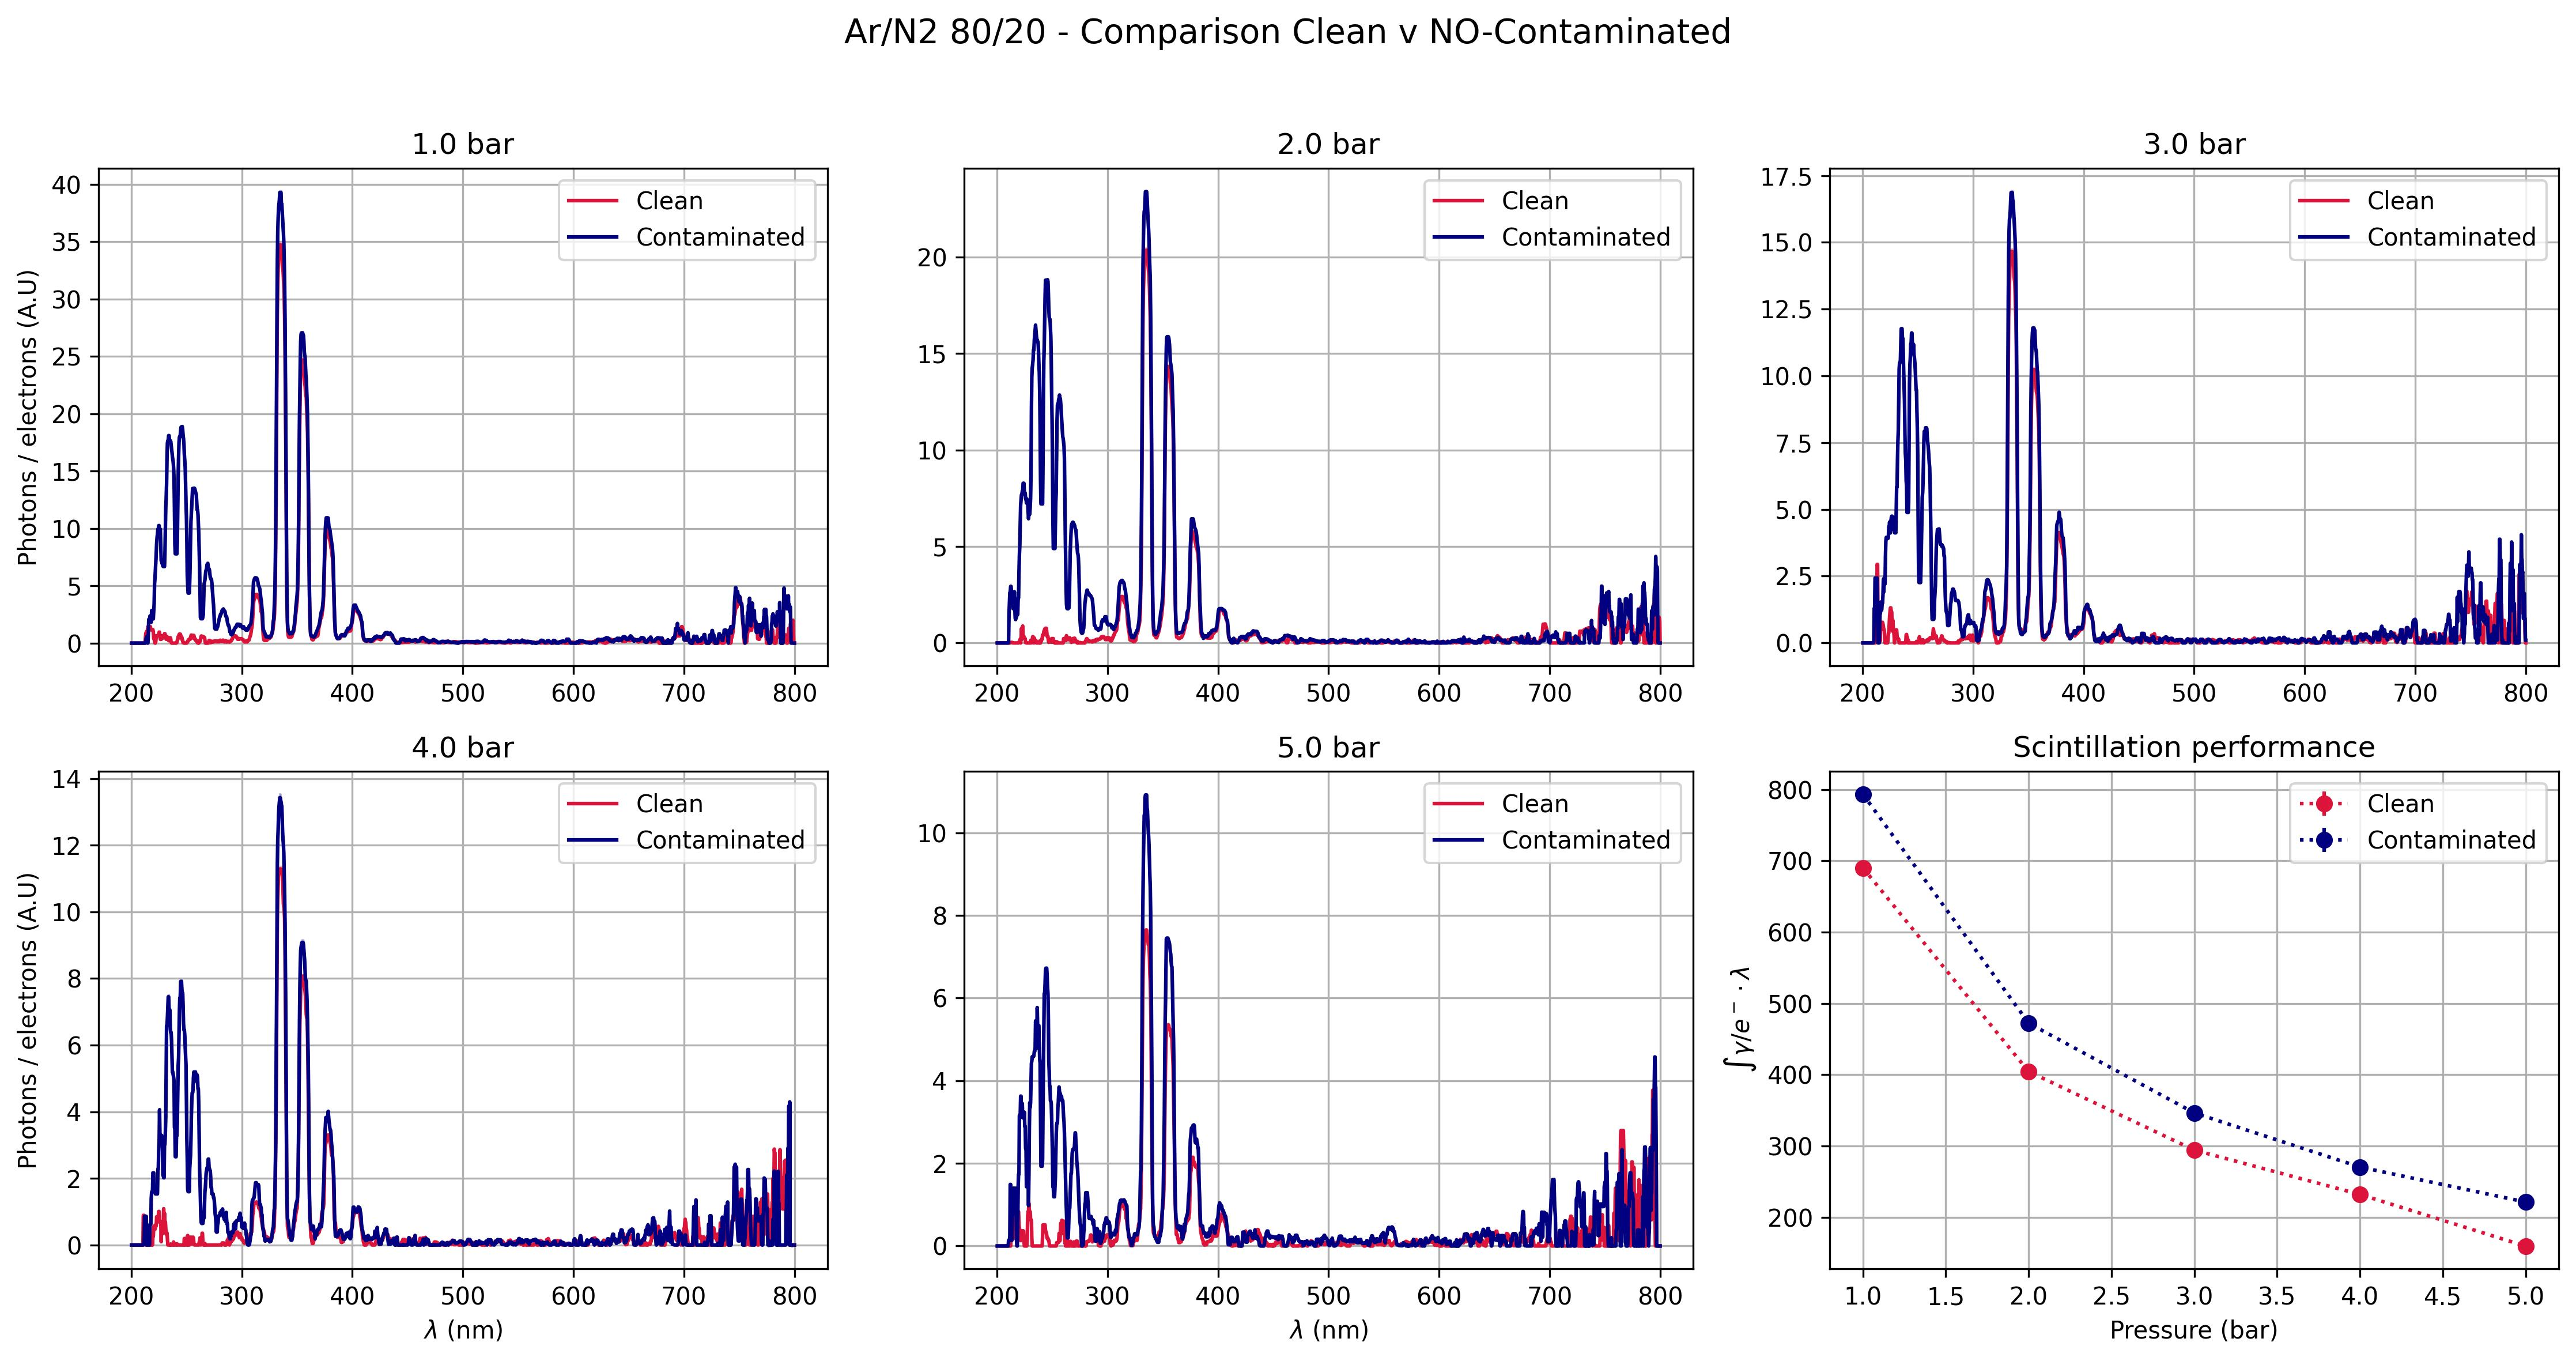 Ar/N2 80/20 - Comparison Clean v NO-Contaminated
1.0 bar
Photons / electrons (A.U)
40
35
30
25
20
15
10
5
0
200 300 400 500 600 700 800
Clean
Contaminated
2.0 bar
20
15
10
5
0
200 300 400 500 600 700 800
Clean
Contaminated
3.0 bar
17.5
15.0
12.5
10.0
7.5
5.0
2.5
0.0
200 300 400 500 600 700 800
Clean
Contaminated
4.0 bar
Photons / electrons (A.U)
14
12
10
8
6
4
2
0
200 300 400 500 600 700 800
λ (nm)
Clean
Contaminated
5.0 bar
10
8
6
4
2
0
200 300 400 500 600 700 800
λ (nm)
Clean
Contaminated
Scintillation performance
∫γ/e⁻ · λ
800
700
600
500
400
300
200
1.0 1.5 2.0 2.5 3.0 3.5 4.0 4.5 5.0
Pressure (bar)
Clean
Contaminated